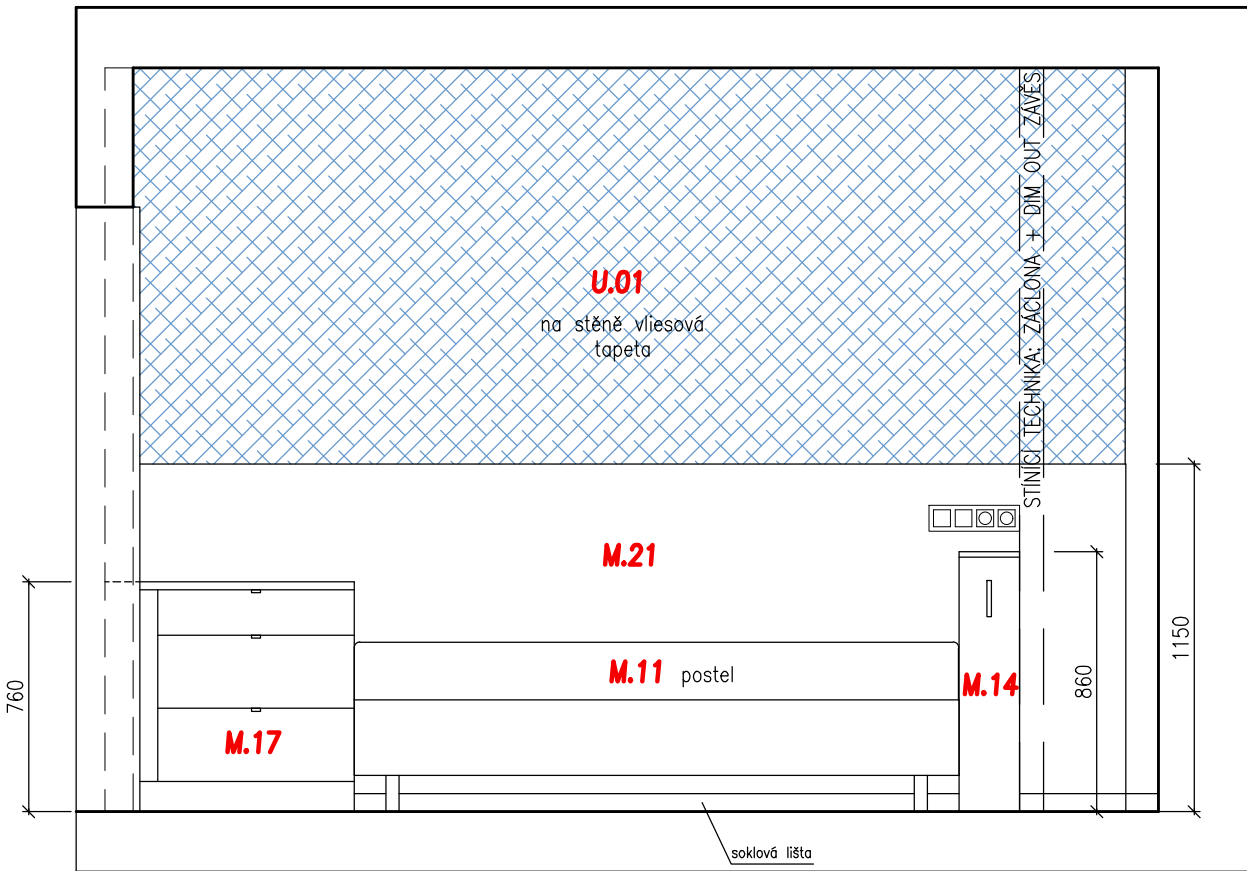 U.01
na stěně vliesová
tapeta
STÍNÍCÍ TECHNIKA: ZÁCLONA + DIM OUT ZÁVĚS
M.21
M.11 postel
M.14
M.17
760
860
1150
soklová lišta